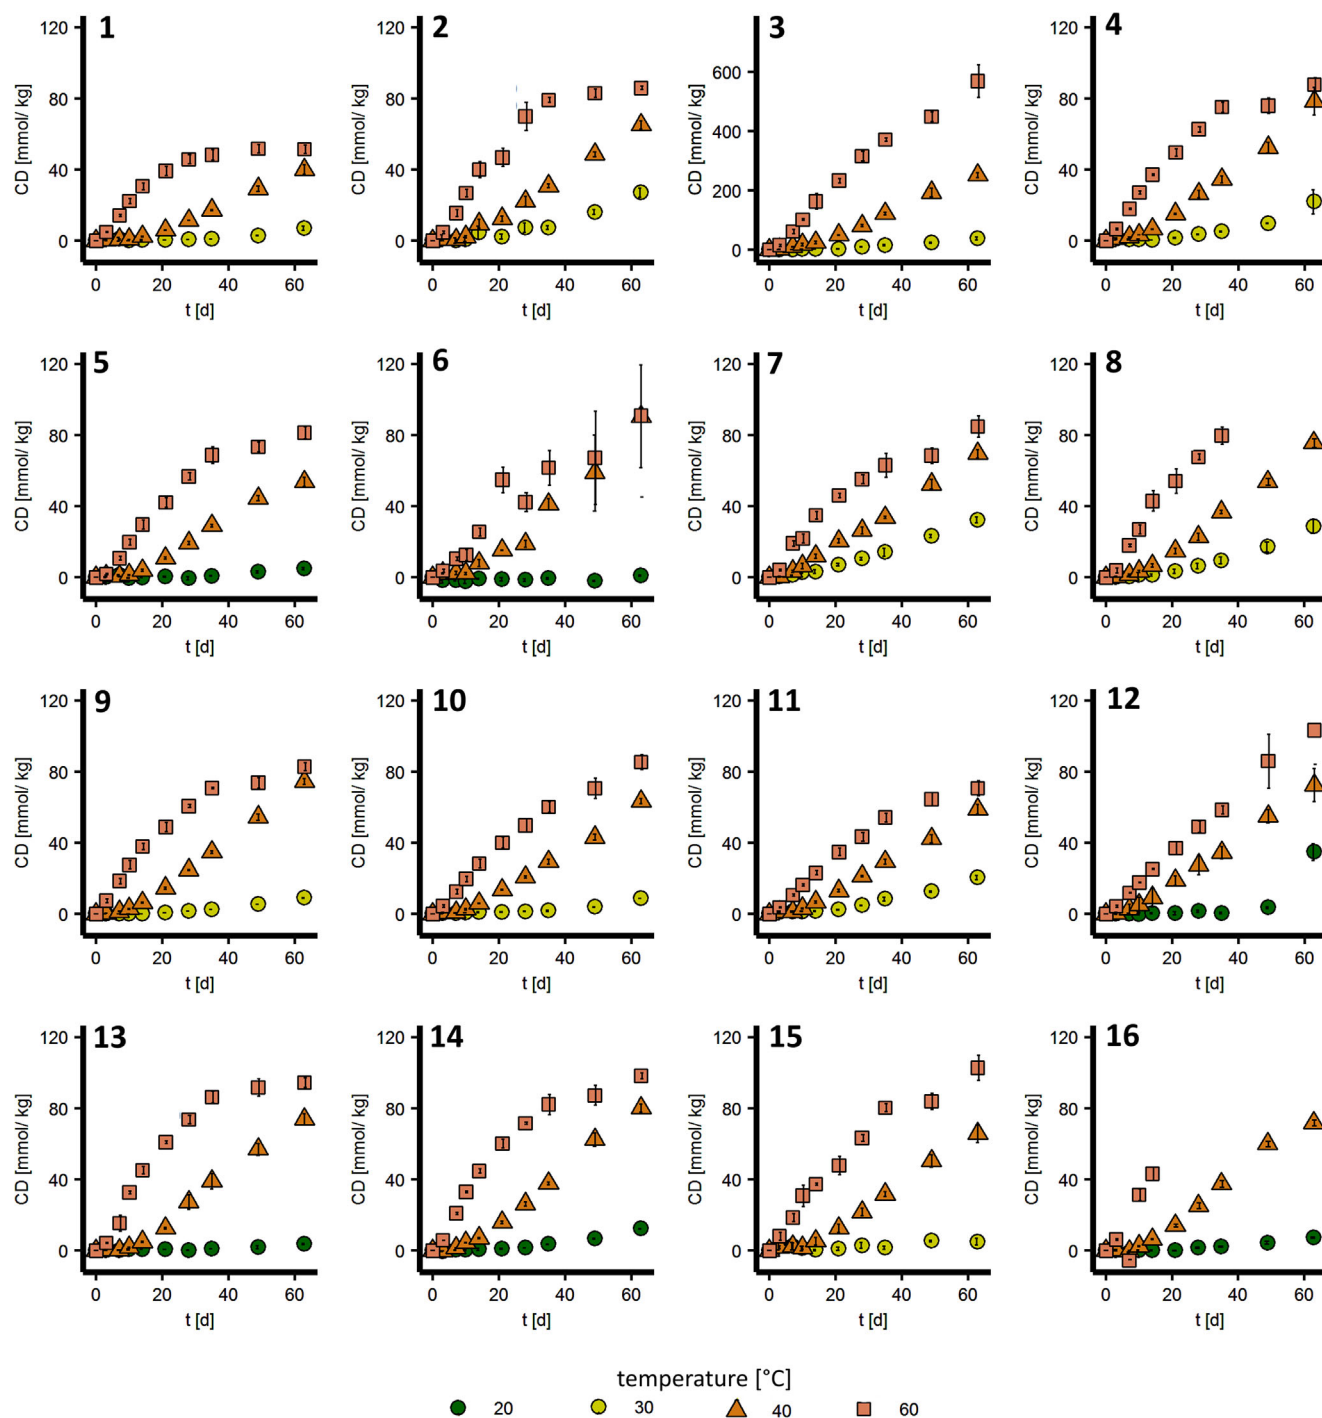 1 2 3 4
120 120 120
600
80 80 80
400
40 40 40
200
0 0 0 0
CD [mmol/ kg] CD [mmol/ kg] CD [mmol/ kg] CD [mmol/ kg]
0 20 40 60 0 20 40 60 0 20 40 60 0 20 40 60
t [d] t [d] t [d] t [d]
5 6 7 8
120 120 120 120
80 80 80 80
40 40 40 40
0 0 0 0
CD [mmol/ kg] CD [mmol/ kg] CD [mmol/ kg] CD [mmol/ kg]
0 20 40 60 0 20 40 60 0 20 40 60 0 20 40 60
t [d] t [d] t [d] t [d]
9 10 11 12
120 120 120 120
80 80 80 80
40 40 40 40
0 0 0 0
CD [mmol/ kg] CD [mmol/ kg] CD [mmol/ kg] CD [mmol/ kg]
0 20 40 60 0 20 40 60 0 20 40 60 0 20 40 60
t [d] t [d] t [d] t [d]
13 14 15 16
120 120 120 120
80 80 80 80
40 40 40 40
0 0 0 0
CD [mmol/ kg] CD [mmol/ kg] CD [mmol/ kg] CD [mmol/ kg]
0 20 40 60 0 20 40 60 0 20 40 60 0 20 40 60
t [d] t [d] t [d] t [d]
temperature [°C]
20 30 40 60